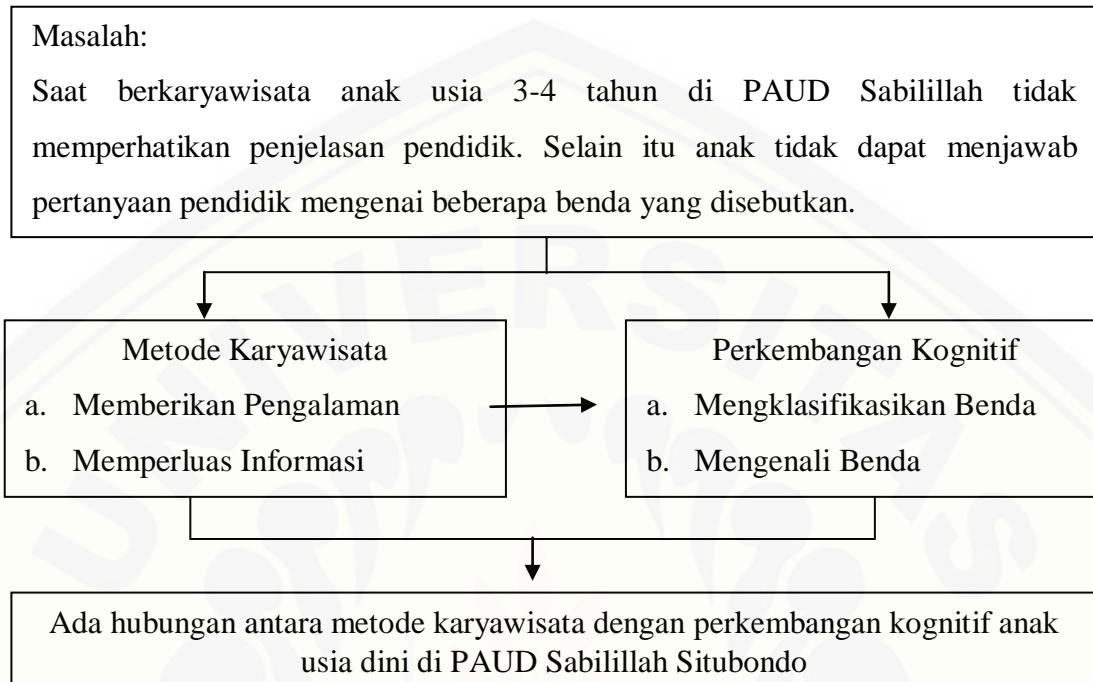 Masalah:
Saat berkaryawisata anak usia 3-4 tahun di PAUD Sabilillah tidak
memperhatikan penjelasan pendidik. Selain itu anak tidak dapat menjawab
pertanyaan pendidik mengenai beberapa benda yang disebutkan.
Metode Karyawisata
a. Memberikan Pengalaman
b. Memperluas Informasi
Perkembangan Kognitif
a. Mengklasifikasikan Benda
b. Mengenali Benda
Ada hubungan antara metode karyawisata dengan perkembangan kognitif anak
usia dini di PAUD Sabilillah Situbondo
UNIVERSITAS